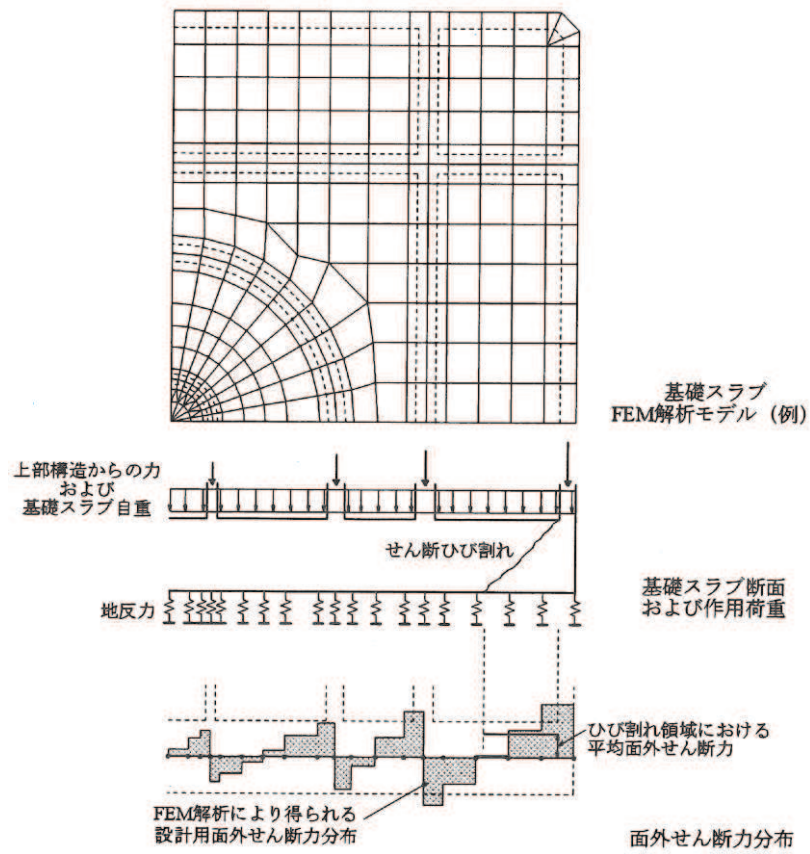 基礎スラブ
FEM解析モデル（例）
上部構造からの力
および
基礎スラブ自重
せん断ひび割れ
地反力
基礎スラブ断面
および作用荷重
ひび割れ領域における
平均面外せん断力
FEM解析により得られる
設計用面外せん断力分布
面外せん断力分布